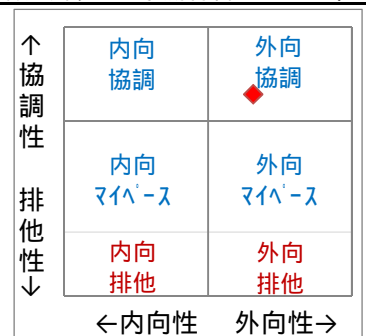 ↑協調性 排他性↓
内向
協調
外向
協調
内向
ﾏｲﾍﾟｰｽ
外向
ﾏｲﾍﾟｰｽ
内向
排他
外向
排他
←内向性 外向性→